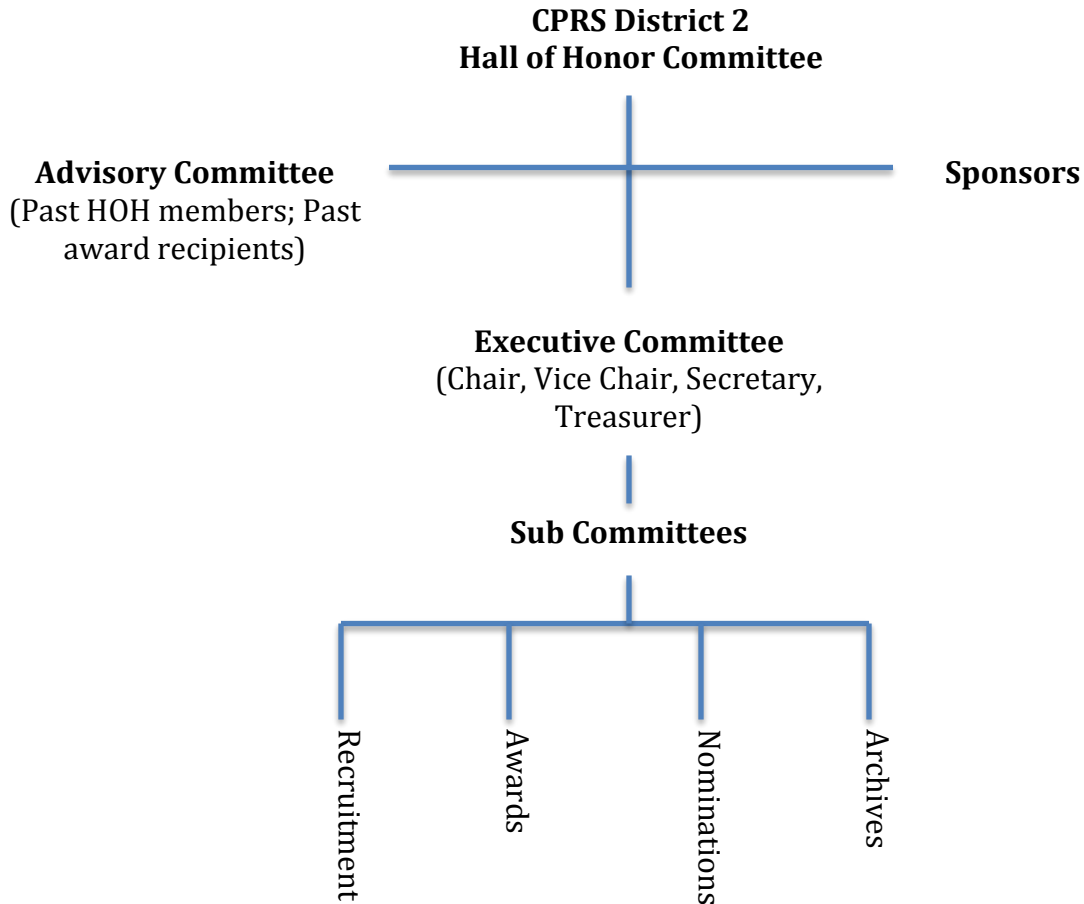 CPRS District 2
Hall of Honor Committee
Advisory Committee
(Past HOH members; Past
award recipients)
Sponsors
Executive Committee
(Chair, Vice Chair, Secretary,
Treasurer)
Sub Committees
Recruitment
Awards
Nominations
Archives